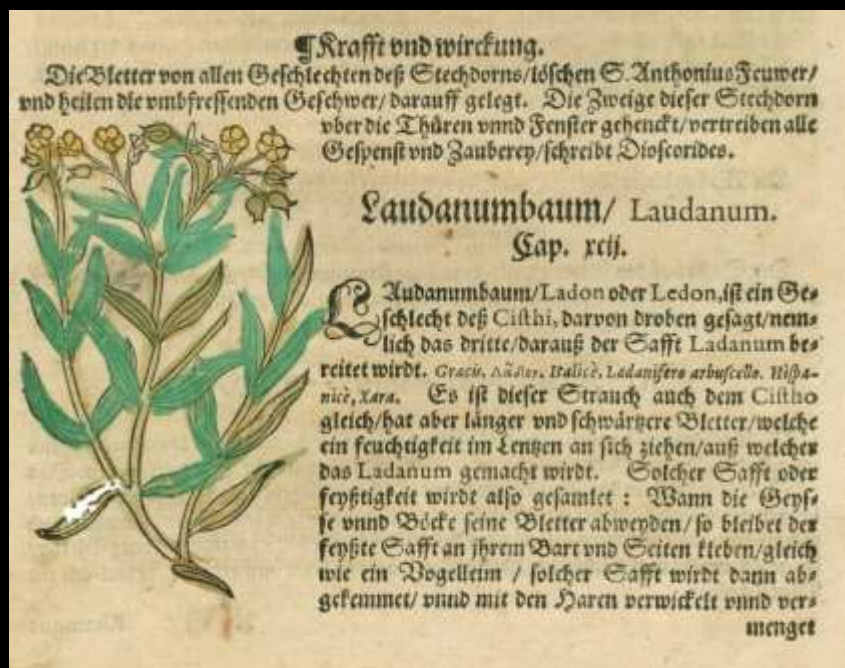 ¶Krafft vnd wirckung.
Die Bletter von allen Geschlechten deß Stechdorns/löschen S. Anthonius Feuwer/
vnd heilen die vmbfressenden Geschwer/ darauff gelegt. Die Zweige dieser Stechdorn
vber die Thüren vnnd Fenster gehenckt/vertreiben alle
Gespenst vnd Zauberey/schreibt Dioscorides.
Laudanumbaum/ Laudanum.
Cap. xcij.
LAudanumbaum/Ladon oder Ledon,ist ein Ge⸗
schlecht deß Cisthi,darvon droben gesagt/nem⸗
lich das dritte/darauß der Safft Ladanum be⸗
reitet wirdt. Græcis, Italicè, Ladanifero arbuscello. Hispa-
nicè, Xara. Es ist dieser Strauch auch dem Cistho
gleich/hat aber länger vnd schwärtzere Bletter/welche
ein feuchtigkeit im Lentzen an sich ziehen/auß welcher
das Ladanum gemacht wirdt. Solcher Safft oder
feyßtigkeit wirdt also gesamlet : Wann die Geys⸗
se vnnd Böcke seine Bletter abweyden/ so bleibet der
feyßte Safft an jhrem Bart vnd Seiten kleben/gleich
wie ein Vogelleim / solcher Safft wirdt dann ab⸗
gekemmet/ vnnd mit den Haren verwickelt vnnd ver⸗
menget